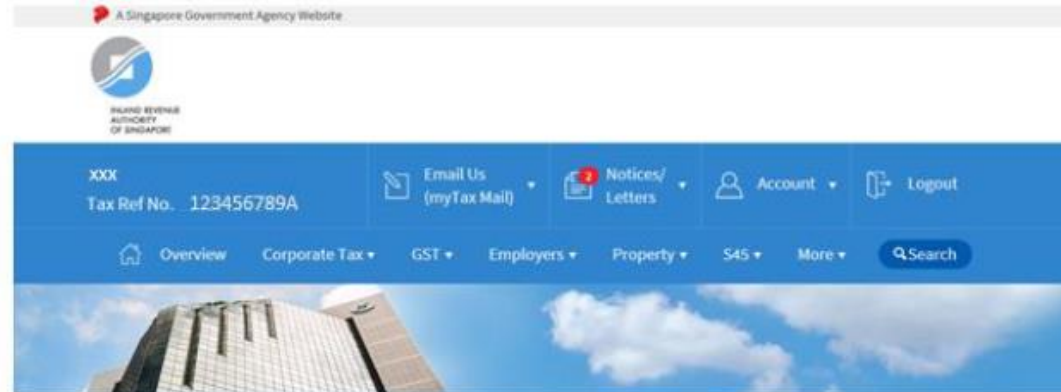 A Singapore Government Agency Website
INLAND REVENUE
AUTHORITY
OF SINGAPORE
xxx
Tax Ref No. 123456789A
Email Us
(myTax Mail)
2
Notices/
Letters
Account
Logout
Overview
Corporate Tax
GST
Employers
Property
S45
More
Search